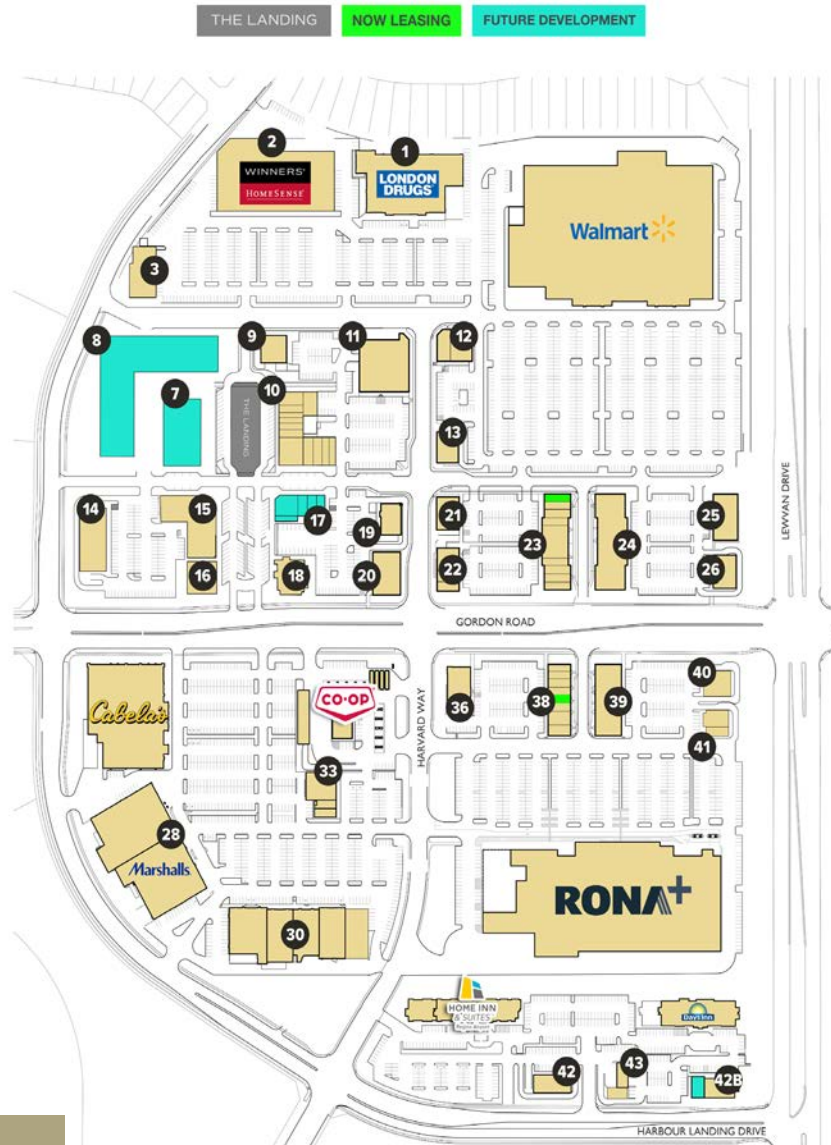 THE LANDING
NOW LEASING
FUTURE DEVELOPMENT
2
1
WINNERS'
HOMESENSE
LONDON
DRUGS
Walmart
3
8
9
11
12
7
10
THE LANDING
13
LEWVAN DRIVE
14
15
17
19
21
23
24
25
16
18
20
22
26
GORDON ROAD
Cabela's
CO•OP
HARVARD WAY
36
38
39
40
41
33
28
Marshalls
30
RONA+
HOME INN
& SUITES
Regina Airport
Days Inn
42
43
42B
HARBOUR LANDING DRIVE